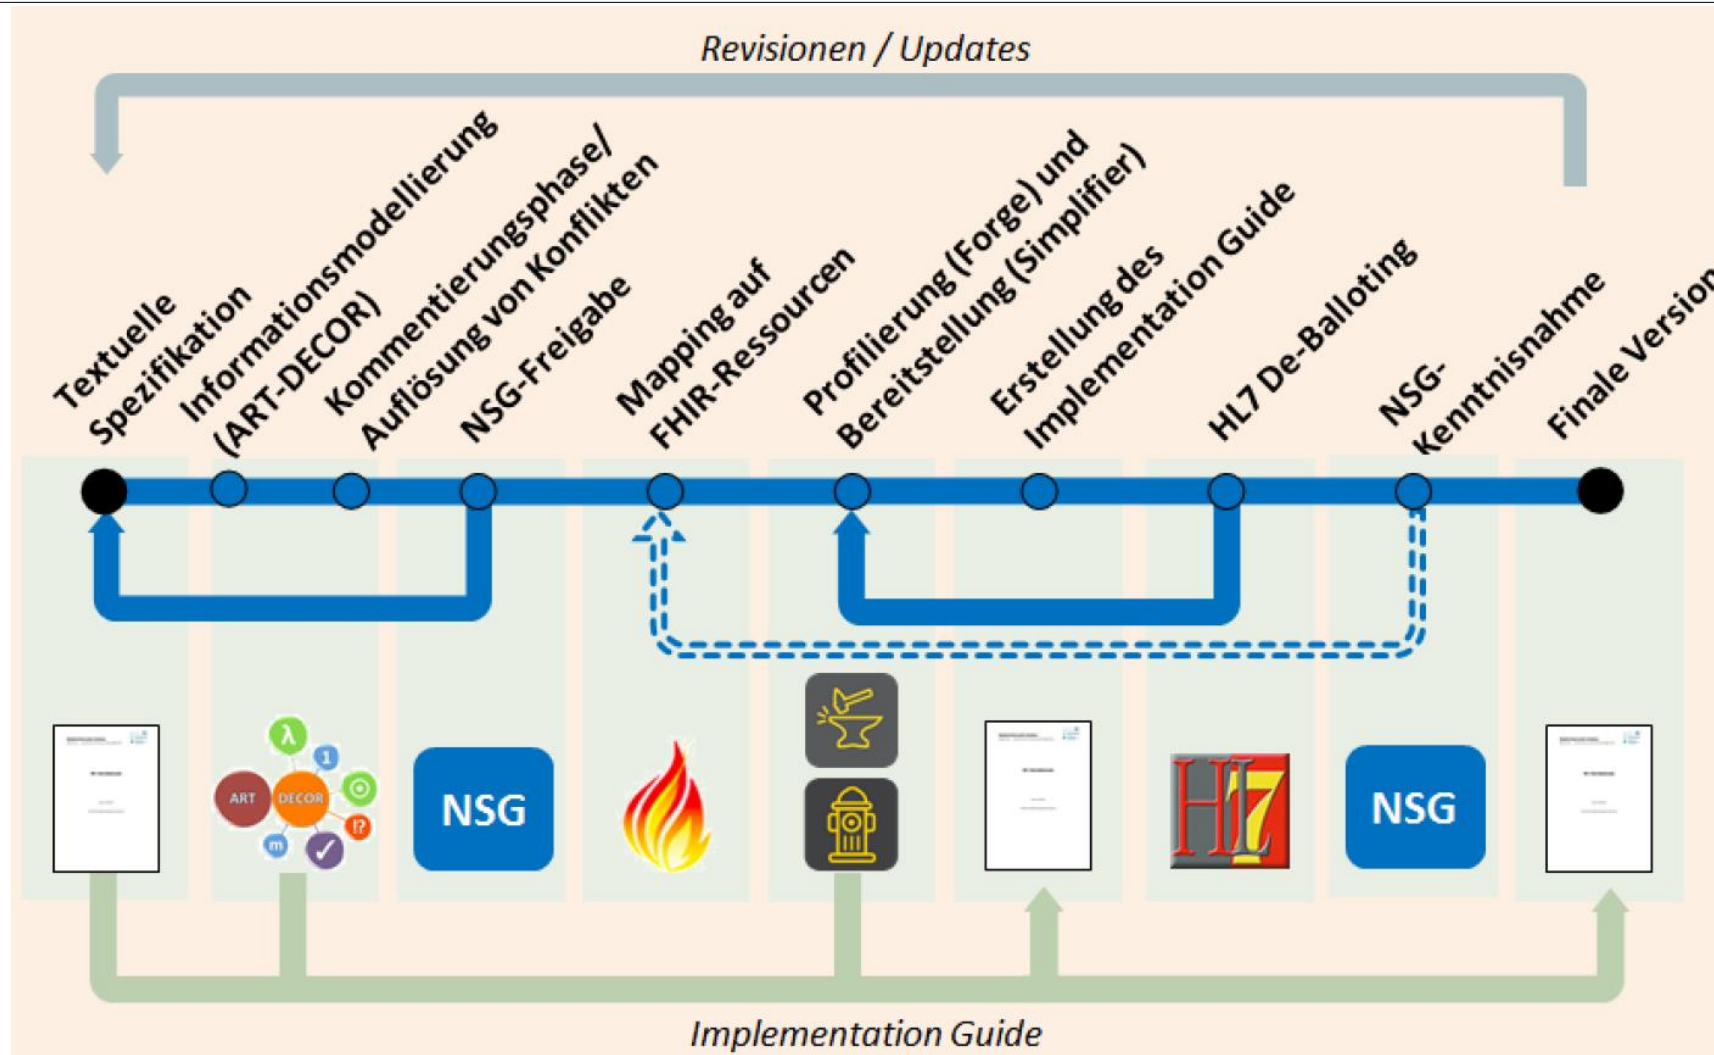 Revisionen / Updates
Textuelle
Spezifikation
Informationsmodellierung
(ART-DECOR)
Kommentierungsphase/
Auflösung von Konflikten
NSG-Freigabe
Mapping auf
FHIR-Ressourcen
Profilierung (Forge) und
Bereitstellung (Simplifier)
Erstellung des
Implementation Guide
HL7 De-Balloting
NSG-
Kenntnisnahme
Finale Version
λ
1
ART
DECOR
!?
m
NSG
HL7
NSG
Implementation Guide